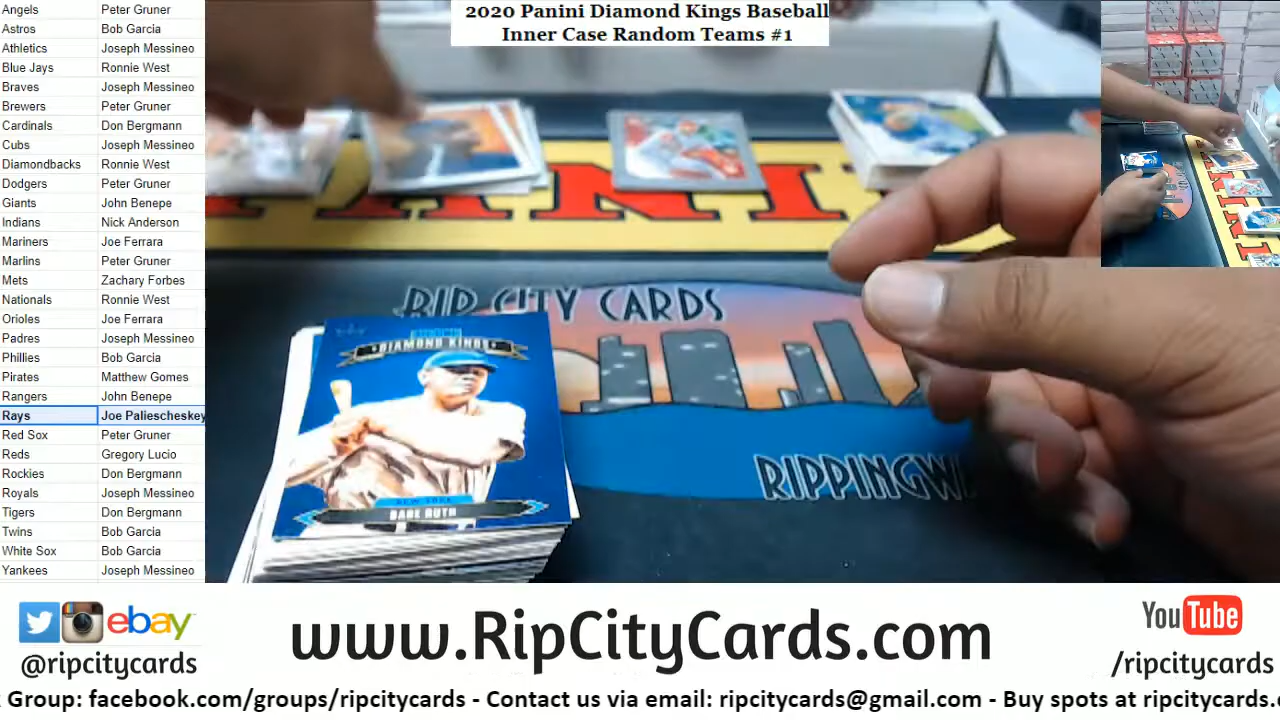 2020 Panini Diamond Kings Baseball
Inner Case Random Teams #1
Angels Peter Gruner
Astros Bob Garcia
Athletics Joseph Messineo
Blue Jays Ronnie West
Braves Joseph Messineo
Brewers Peter Gruner
Cardinals Don Bergmann
Cubs Joseph Messineo
Diamondbacks Ronnie West
Dodgers Peter Gruner
Giants John Benepe
Indians Nick Anderson
Mariners Joe Ferrara
Marlins Peter Gruner
Mets Zachary Forbes
Nationals Ronnie West
Orioles Joe Ferrara
Padres Joseph Messineo
Phillies Bob Garcia
Pirates Matthew Gomes
Rangers John Benepe
Rays Joe Paliescheskey
Red Sox Peter Gruner
Reds Gregory Lucio
Rockies Don Bergmann
Royals Joseph Messineo
Tigers Don Bergmann
Twins Bob Garcia
White Sox Bob Garcia
Yankees Joseph Messineo
RIP CITY CARDS
DIAMOND KINGS
NEW YORK
BABE RUTH
RIPPINGW
ebay
@ripcitycards
www.RipCityCards.com
YouTube
/ripcitycards
Group: facebook.com/groups/ripcitycards - Contact us via email: ripcitycards@gmail.com - Buy spots at ripcitycards.